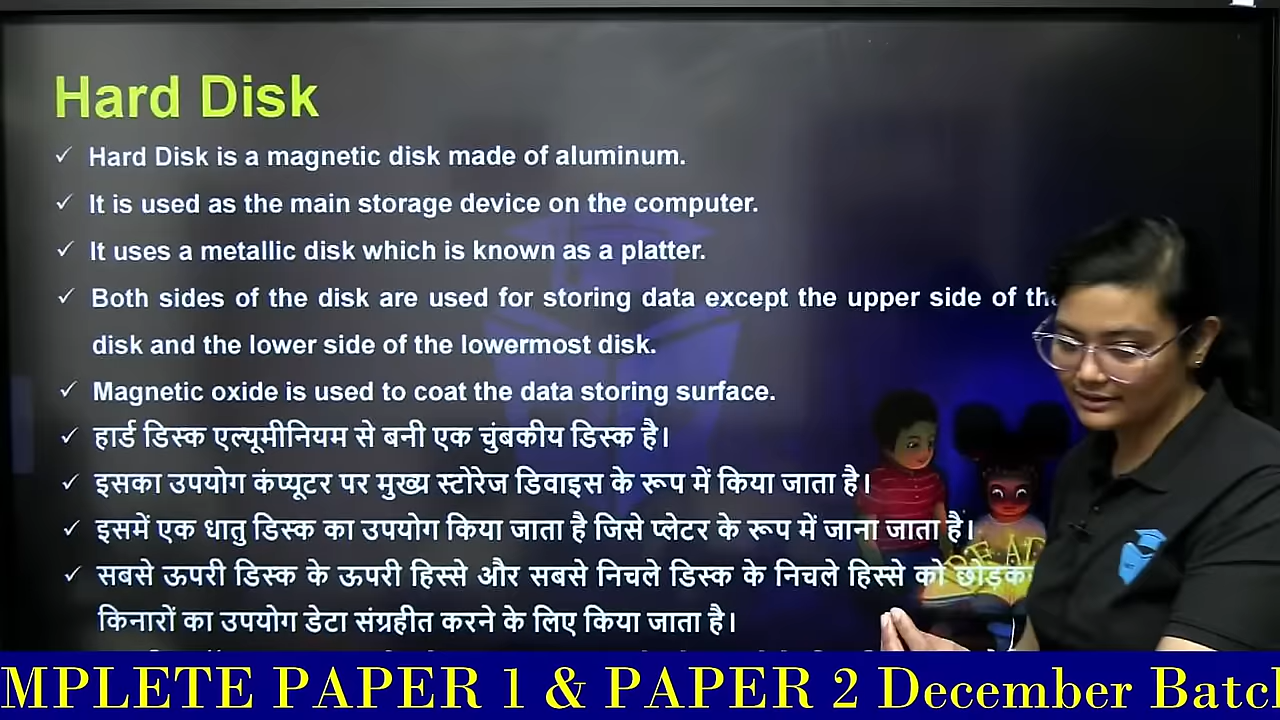 Hard Disk
✓ Hard Disk is a magnetic disk made of aluminum.
✓ It is used as the main storage device on the computer.
✓ It uses a metallic disk which is known as a platter.
✓ Both sides of the disk are used for storing data except the upper side of
disk and the lower side of the lowermost disk.
✓ Magnetic oxide is used to coat the data storing surface.
✓ हार्ड डिस्क एल्यूमीनियम से बनी एक चुंबकीय डिस्क है।
✓ इसका उपयोग कंप्यूटर पर मुख्य स्टोरेज डिवाइस के रूप में किया जाता है।
✓ इसमें एक धातु डिस्क का उपयोग किया जाता है जिसे प्लेटर के रूप में जाना जाता है।
✓ सबसे ऊपरी डिस्क के ऊपरी हिस्से और सबसे निचले डिस्क के निचले हिस्से को
किनारों का उपयोग डेटा संग्रहीत करने के लिए किया जाता है।
MPLETE PAPER 1 & PAPER 2 December Batc